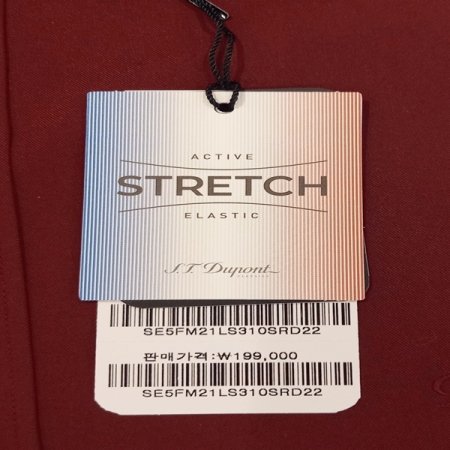 ACTIVE
STRETCH
ELASTIC
S.T. Dupont
SE5FM21LS310SRD22
판매가격:₩199,000
SE5FM21LS310SRD22